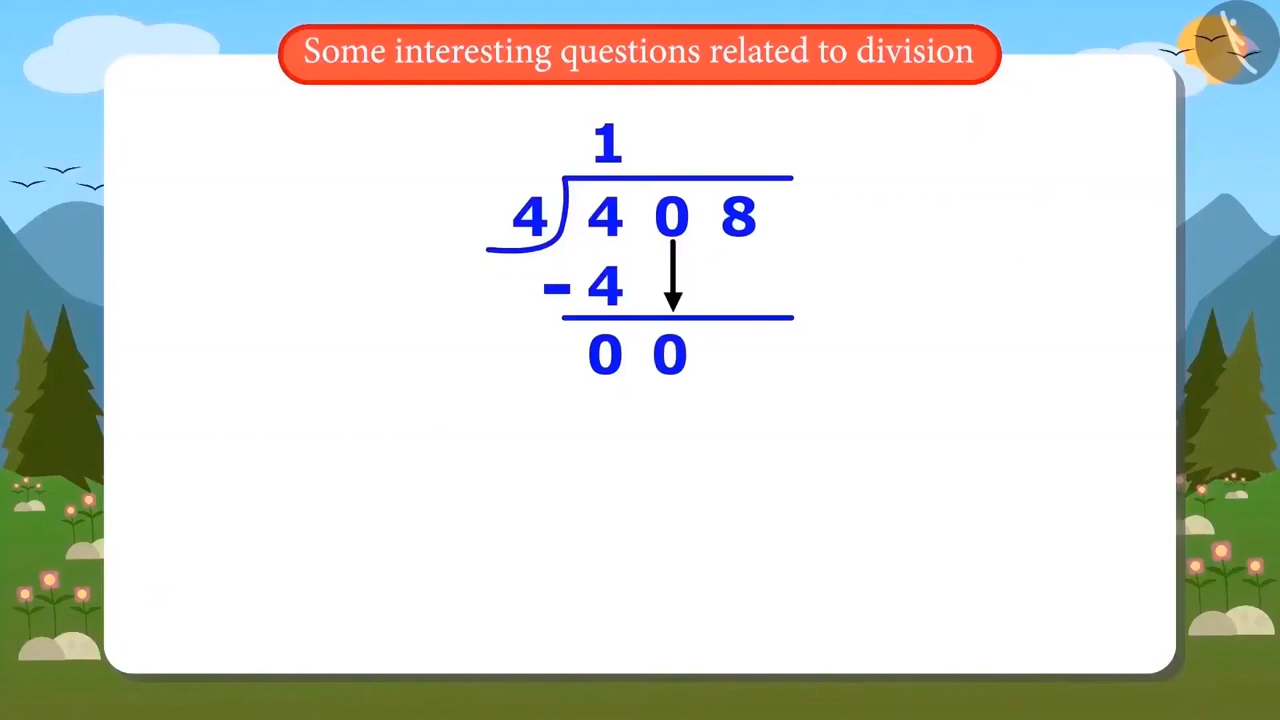 Some interesting questions related to division
1
4 4 0 8
- 4
0 0